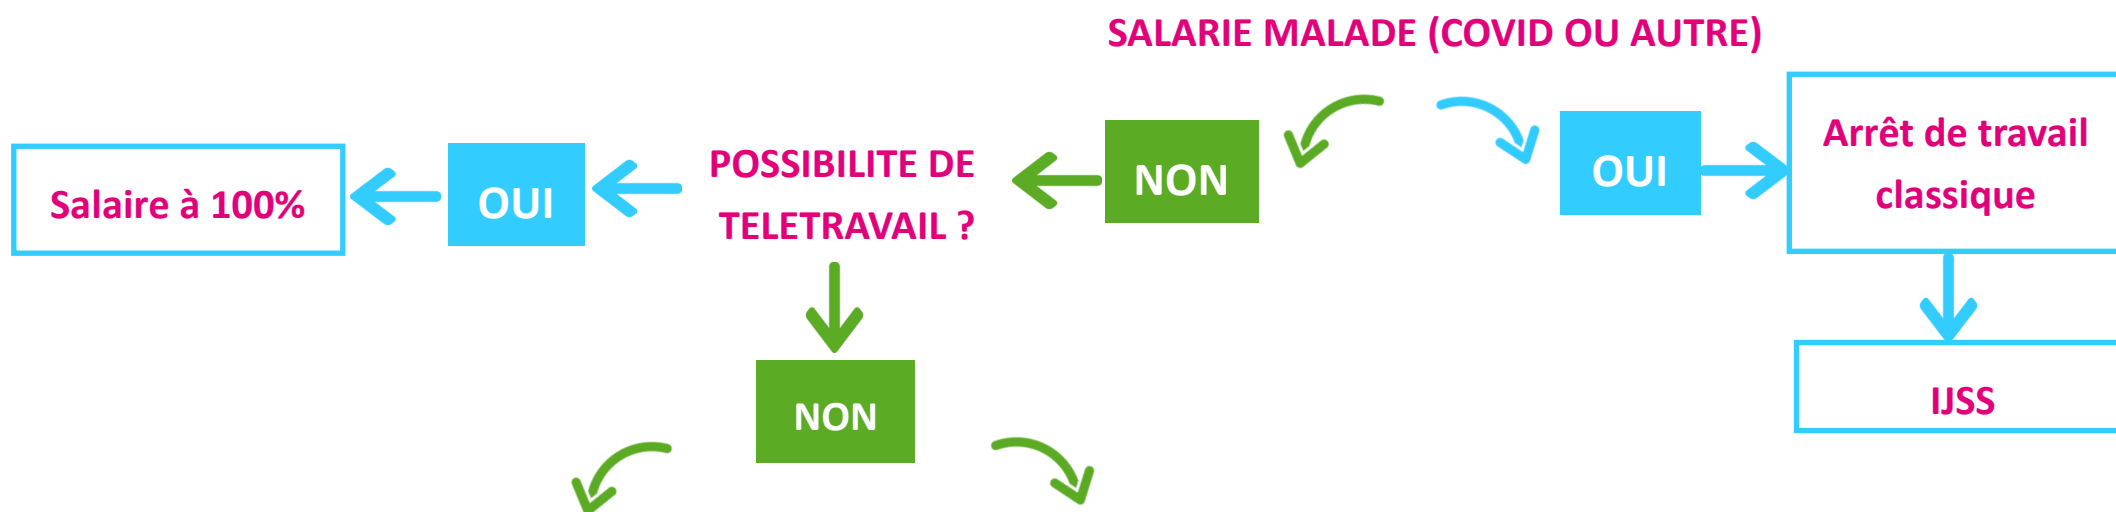 SALARIE MALADE (COVID OU AUTRE)
NON
OUI
Arrêt de travail
classique
IJSS
POSSIBILITE DE
TELETRAVAIL ?
OUI
Salaire à 100%
NON